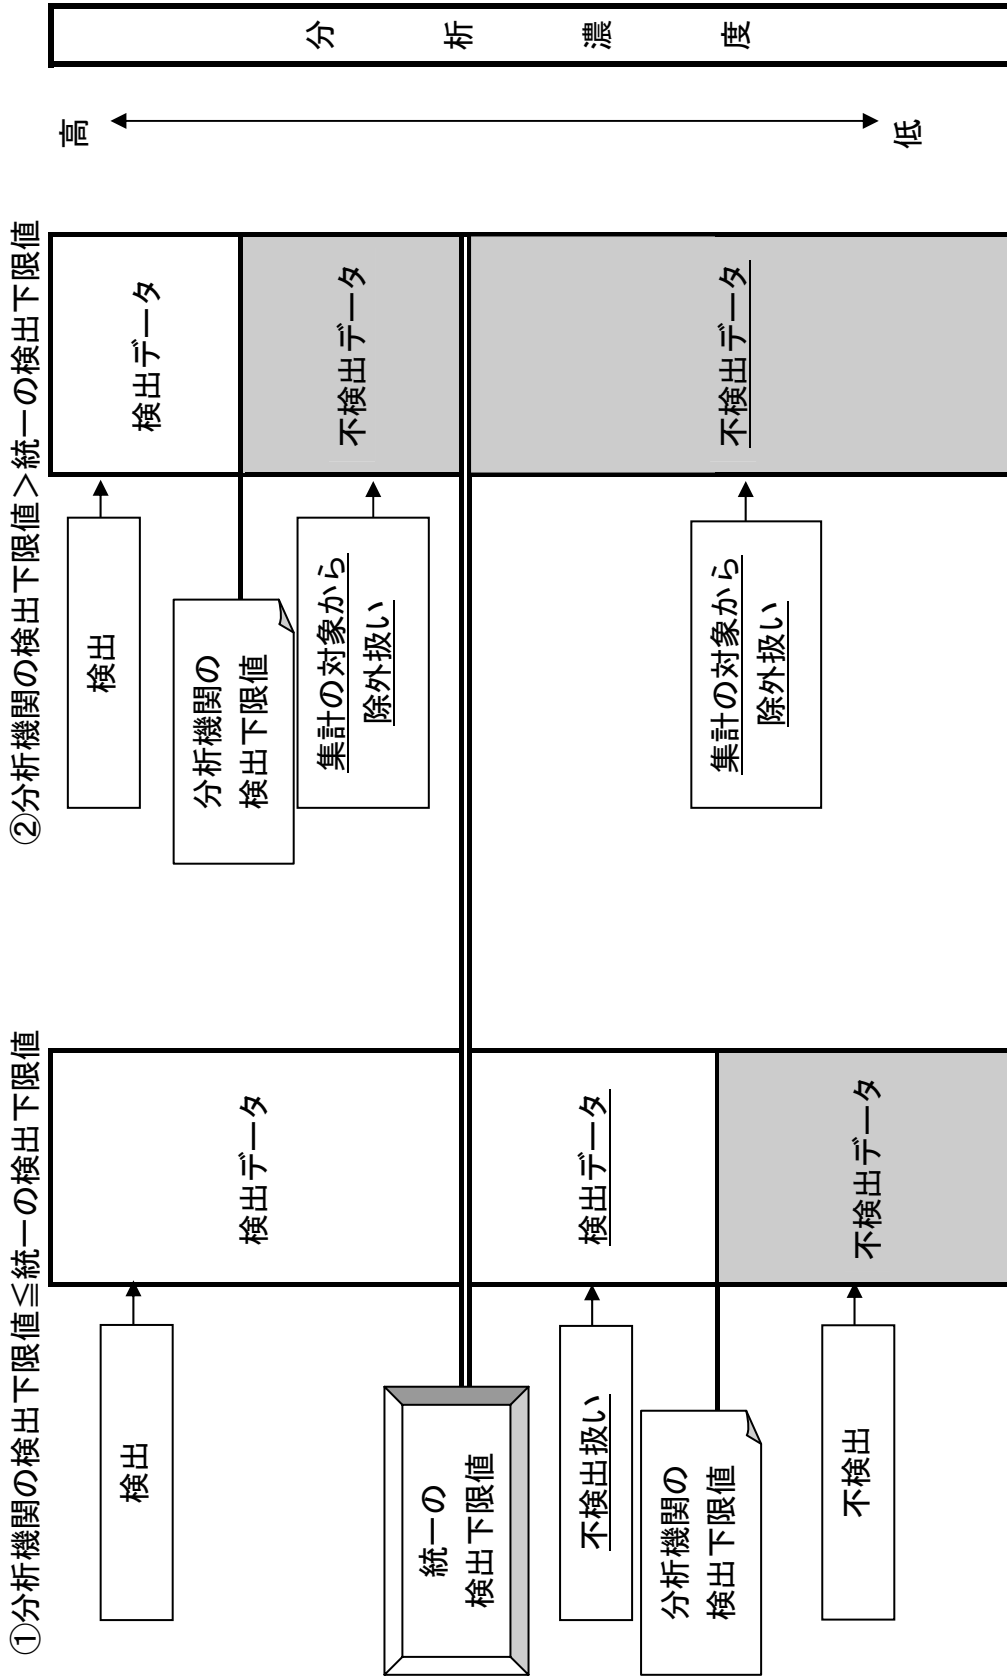 ①分析機関の検出下限値≦統一の検出下限値
検出
検出データ
統一の
検出下限値
不検出扱い
検出データ
分析機関の
検出下限値
不検出
不検出データ
②分析機関の検出下限値＞統一の検出下限値
検出
検出データ
分析機関の
検出下限値
集計の対象から
除外扱い
不検出データ
集計の対象から
除外扱い
不検出データ
高
低
分析濃度